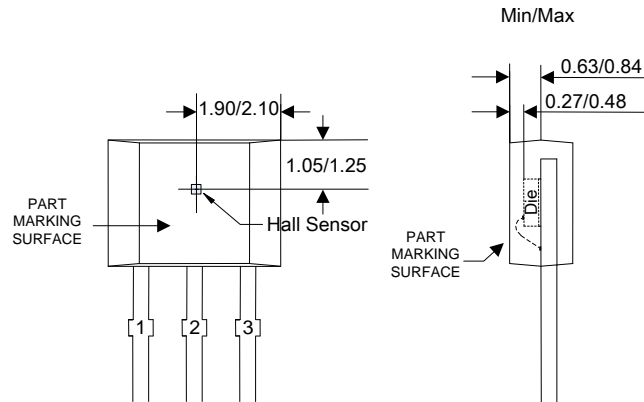 Min/Max
0.63/0.84
0.27/0.48
1.90/2.10
1.05/1.25
PART
MARKING
SURFACE
Hall Sensor
Die
PART
MARKING
SURFACE
1 2 3